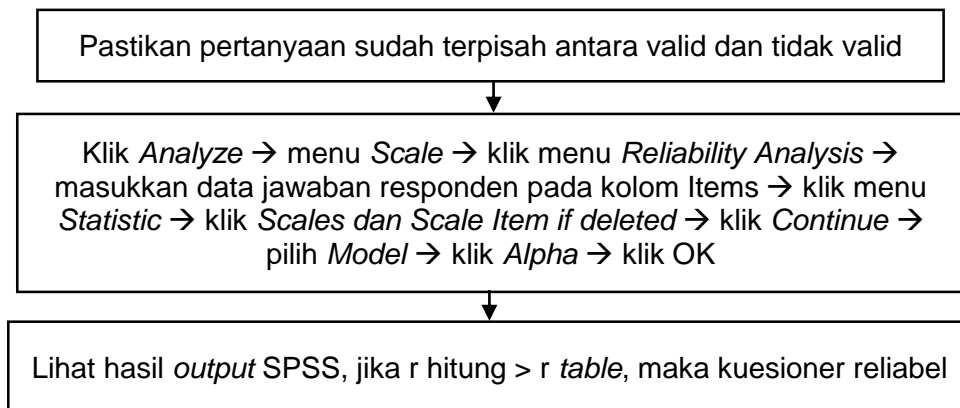 Pastikan pertanyaan sudah terpisah antara valid dan tidak valid
Klik Analyze → menu Scale → klik menu Reliability Analysis →
masukkan data jawaban responden pada kolom Items → klik menu
Statistic → klik Scales dan Scale Item if deleted → klik Continue →
pilih Model → klik Alpha → klik OK
Lihat hasil output SPSS, jika r hitung > r table, maka kuesioner reliabel